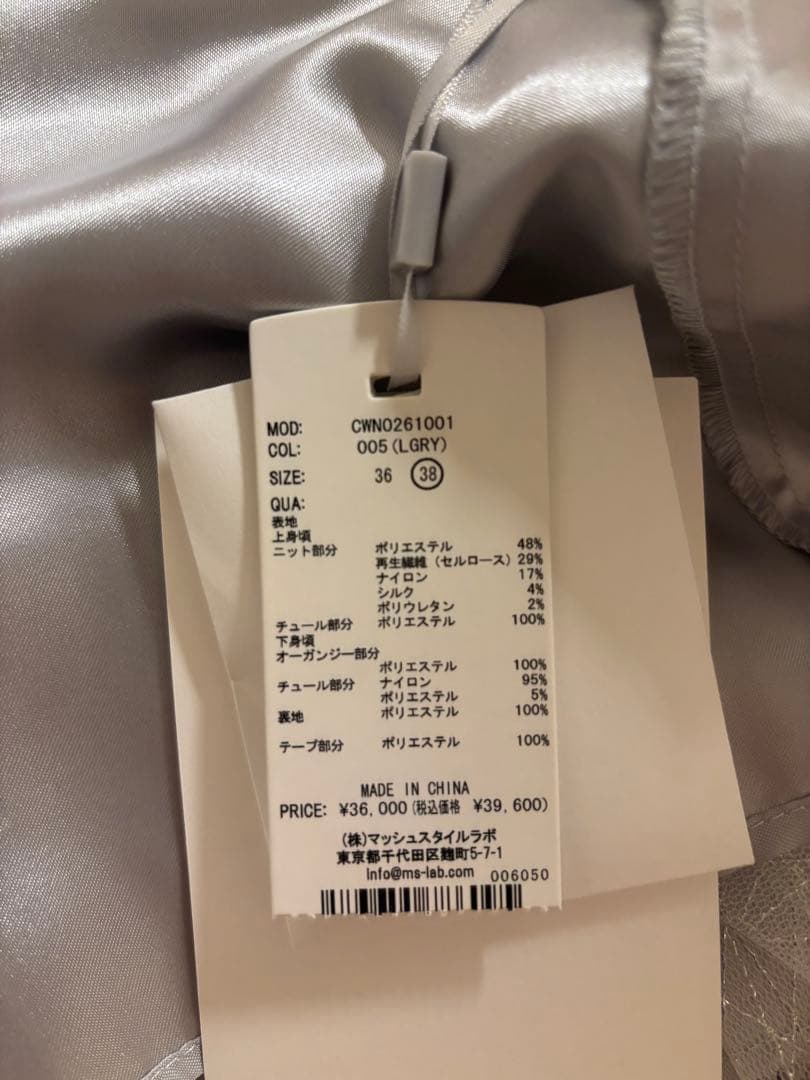 MOD: CWNO261001
COL: 005(LGRY)
SIZE: 36 38
QUA:
表地
上身頃
ニット部分 ポリエステル 48%
再生繊維(セルロース) 29%
ナイロン 17%
シルク 4%
ポリウレタン 2%
チュール部分 ポリエステル 100%
下身頃
オーガンジー部分
ポリエステル 100%
チュール部分 ナイロン 95%
ポリエステル 5%
裏地 ポリエステル 100%
テープ部分 ポリエステル 100%
MADE IN CHINA
PRICE: ¥36,000(税込価格 ¥39,600)
(株)マッシュスタイルラボ
東京都千代田区麹町5-7-1
Info@ms-lab.com 006050